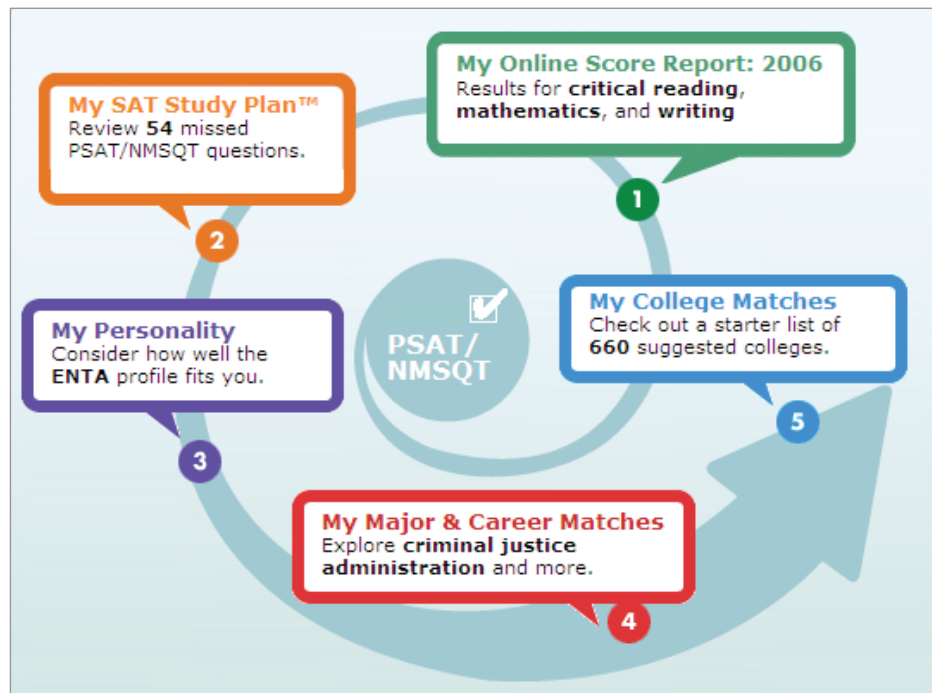 My Online Score Report: 2006
Results for critical reading,
mathematics, and writing
1
My SAT Study Plan™
Review 54 missed
PSAT/NMSQT questions.
2
My Personality
Consider how well the
ENTA profile fits you.
3
My Major & Career Matches
Explore criminal justice
administration and more.
4
My College Matches
Check out a starter list of
660 suggested colleges.
5
PSAT/
NMSQT